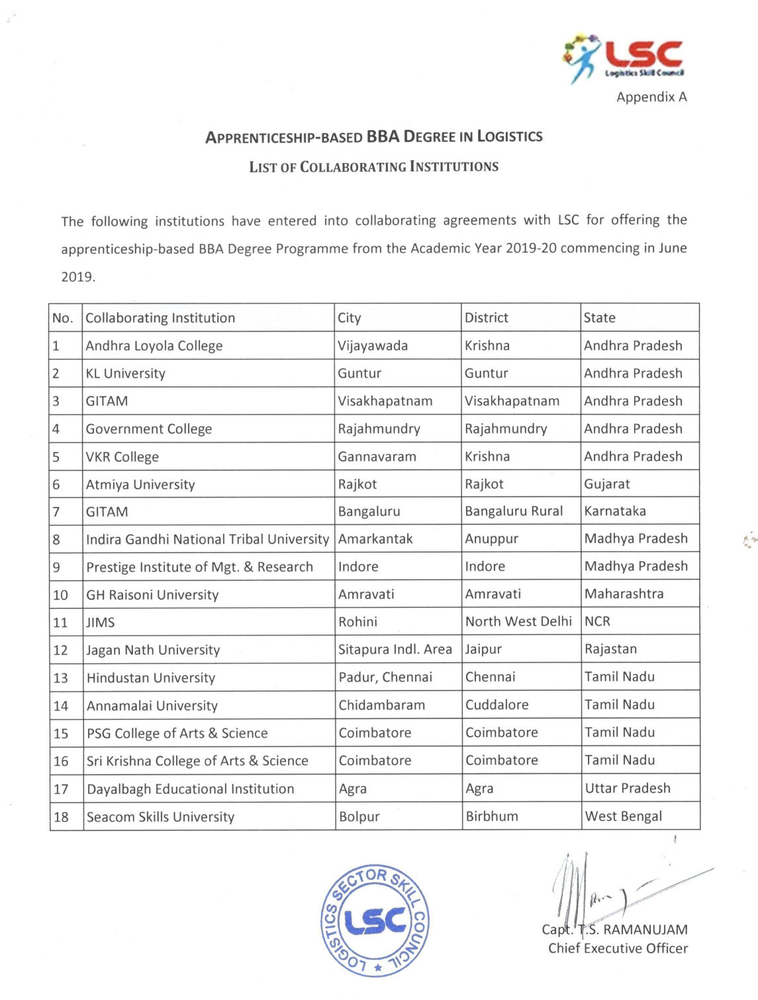 LSC
Logistics Skill Council
Appendix A
APPRENTICESHIP-BASED BBA DEGREE IN LOGISTICS
LIST OF COLLABORATING INSTITUTIONS
The following institutions have entered into collaborating agreements with LSC for offering the
apprenticeship-based BBA Degree Programme from the Academic Year 2019-20 commencing in June
2019.
No. Collaborating Institution City District State
1 Andhra Loyola College Vijayawada Krishna Andhra Pradesh
2 KL University Guntur Guntur Andhra Pradesh
3 GITAM Visakhapatnam Visakhapatnam Andhra Pradesh
4 Government College Rajahmundry Rajahmundry Andhra Pradesh
5 VKR College Gannavaram Krishna Andhra Pradesh
6 Atmiya University Rajkot Rajkot Gujarat
7 GITAM Bangaluru Bangaluru Rural Karnataka
8 Indira Gandhi National Tribal University Amarkantak Anuppur Madhya Pradesh
9 Prestige Institute of Mgt. & Research Indore Indore Madhya Pradesh
10 GH Raisoni University Amravati Amravati Maharashtra
11 JIMS Rohini North West Delhi NCR
12 Jagan Nath University Sitapura Indl. Area Jaipur Rajastan
13 Hindustan University Padur, Chennai Chennai Tamil Nadu
14 Annamalai University Chidambaram Cuddalore Tamil Nadu
15 PSG College of Arts & Science Coimbatore Coimbatore Tamil Nadu
16 Sri Krishna College of Arts & Science Coimbatore Coimbatore Tamil Nadu
17 Dayalbagh Educational Institution Agra Agra Uttar Pradesh
18 Seacom Skills University Bolpur Birbhum West Bengal
LOGISTICS SECTOR SKILL COUNCIL
LSC
Capt. T.S. RAMANUJAM
Chief Executive Officer